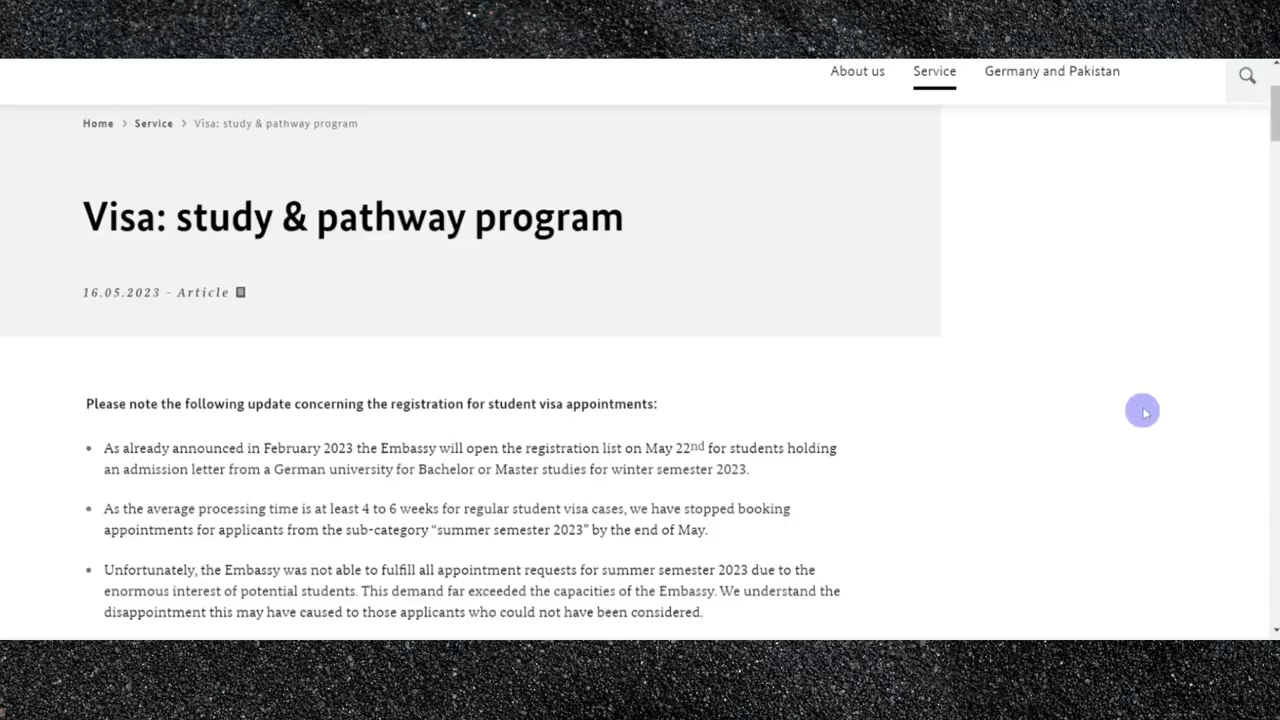 About us Service Germany and Pakistan
Home > Service > Visa: study & pathway program
Visa: study & pathway program
16.05.2023 - Article
Please note the following update concerning the registration for student visa appointments:
• As already announced in February 2023 the Embassy will open the registration list on May 22nd for students holding
an admission letter from a German university for Bachelor or Master studies for winter semester 2023.
• As the average processing time is at least 4 to 6 weeks for regular student visa cases, we have stopped booking
appointments for applicants from the sub-category “summer semester 2023” by the end of May.
• Unfortunately, the Embassy was not able to fulfill all appointment requests for summer semester 2023 due to the
enormous interest of potential students. This demand far exceeded the capacities of the Embassy. We understand the
disappointment this may have caused to those applicants who could not have been considered.